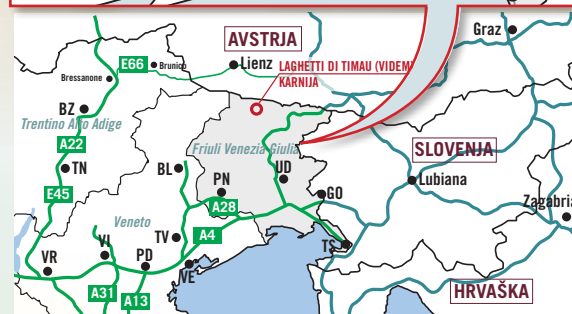 Graz
AVSTRJA
E66
Brunico
Lienz
Bressanone
LAGHETTI DI TIMAU (VIDEM
KARNIJA
BZ
Trentino Alto Adige
A22
Friuli Venezia Giulia
SLOVENIJA
TN
BL
PN
UD
Lubiana
E45
GO
A28
Zagabria
Veneto
TV
A4
VI
TS
VR
PD
VE
A31
A13
HRVAŠKA